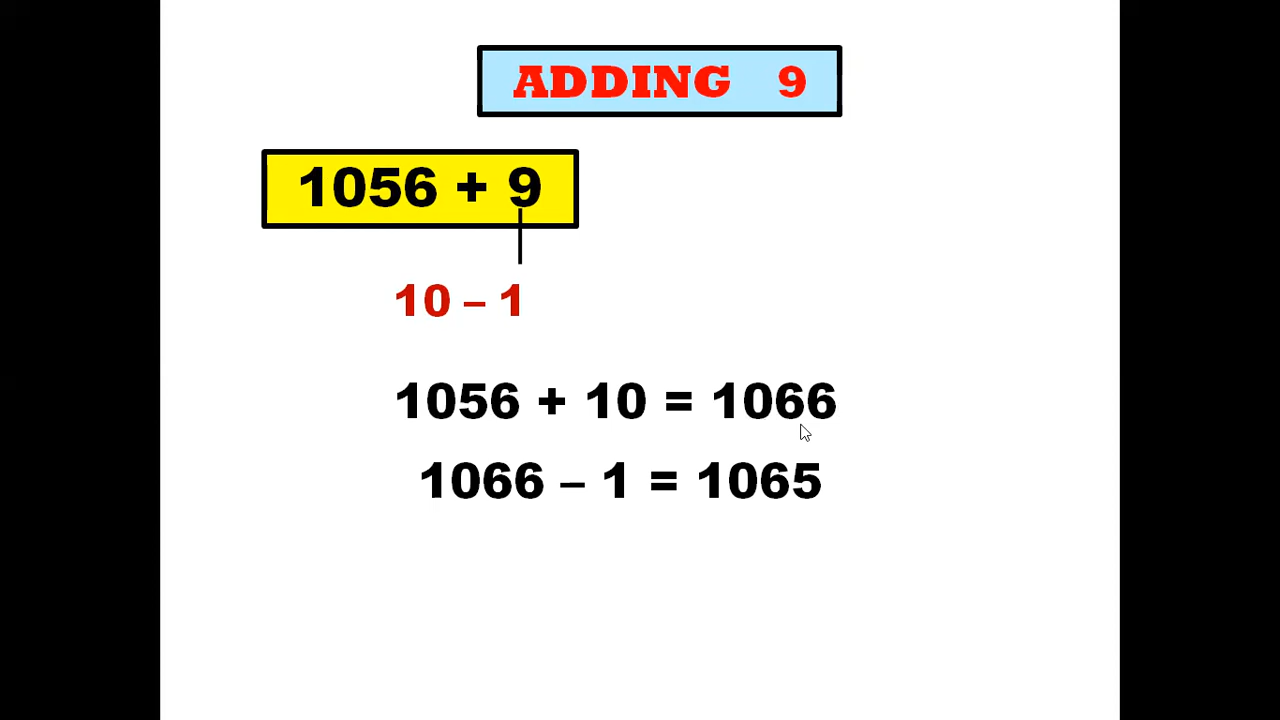 ADDING 9
1056 + 9
10 – 1
1056 + 10 = 1066
1066 – 1 = 1065